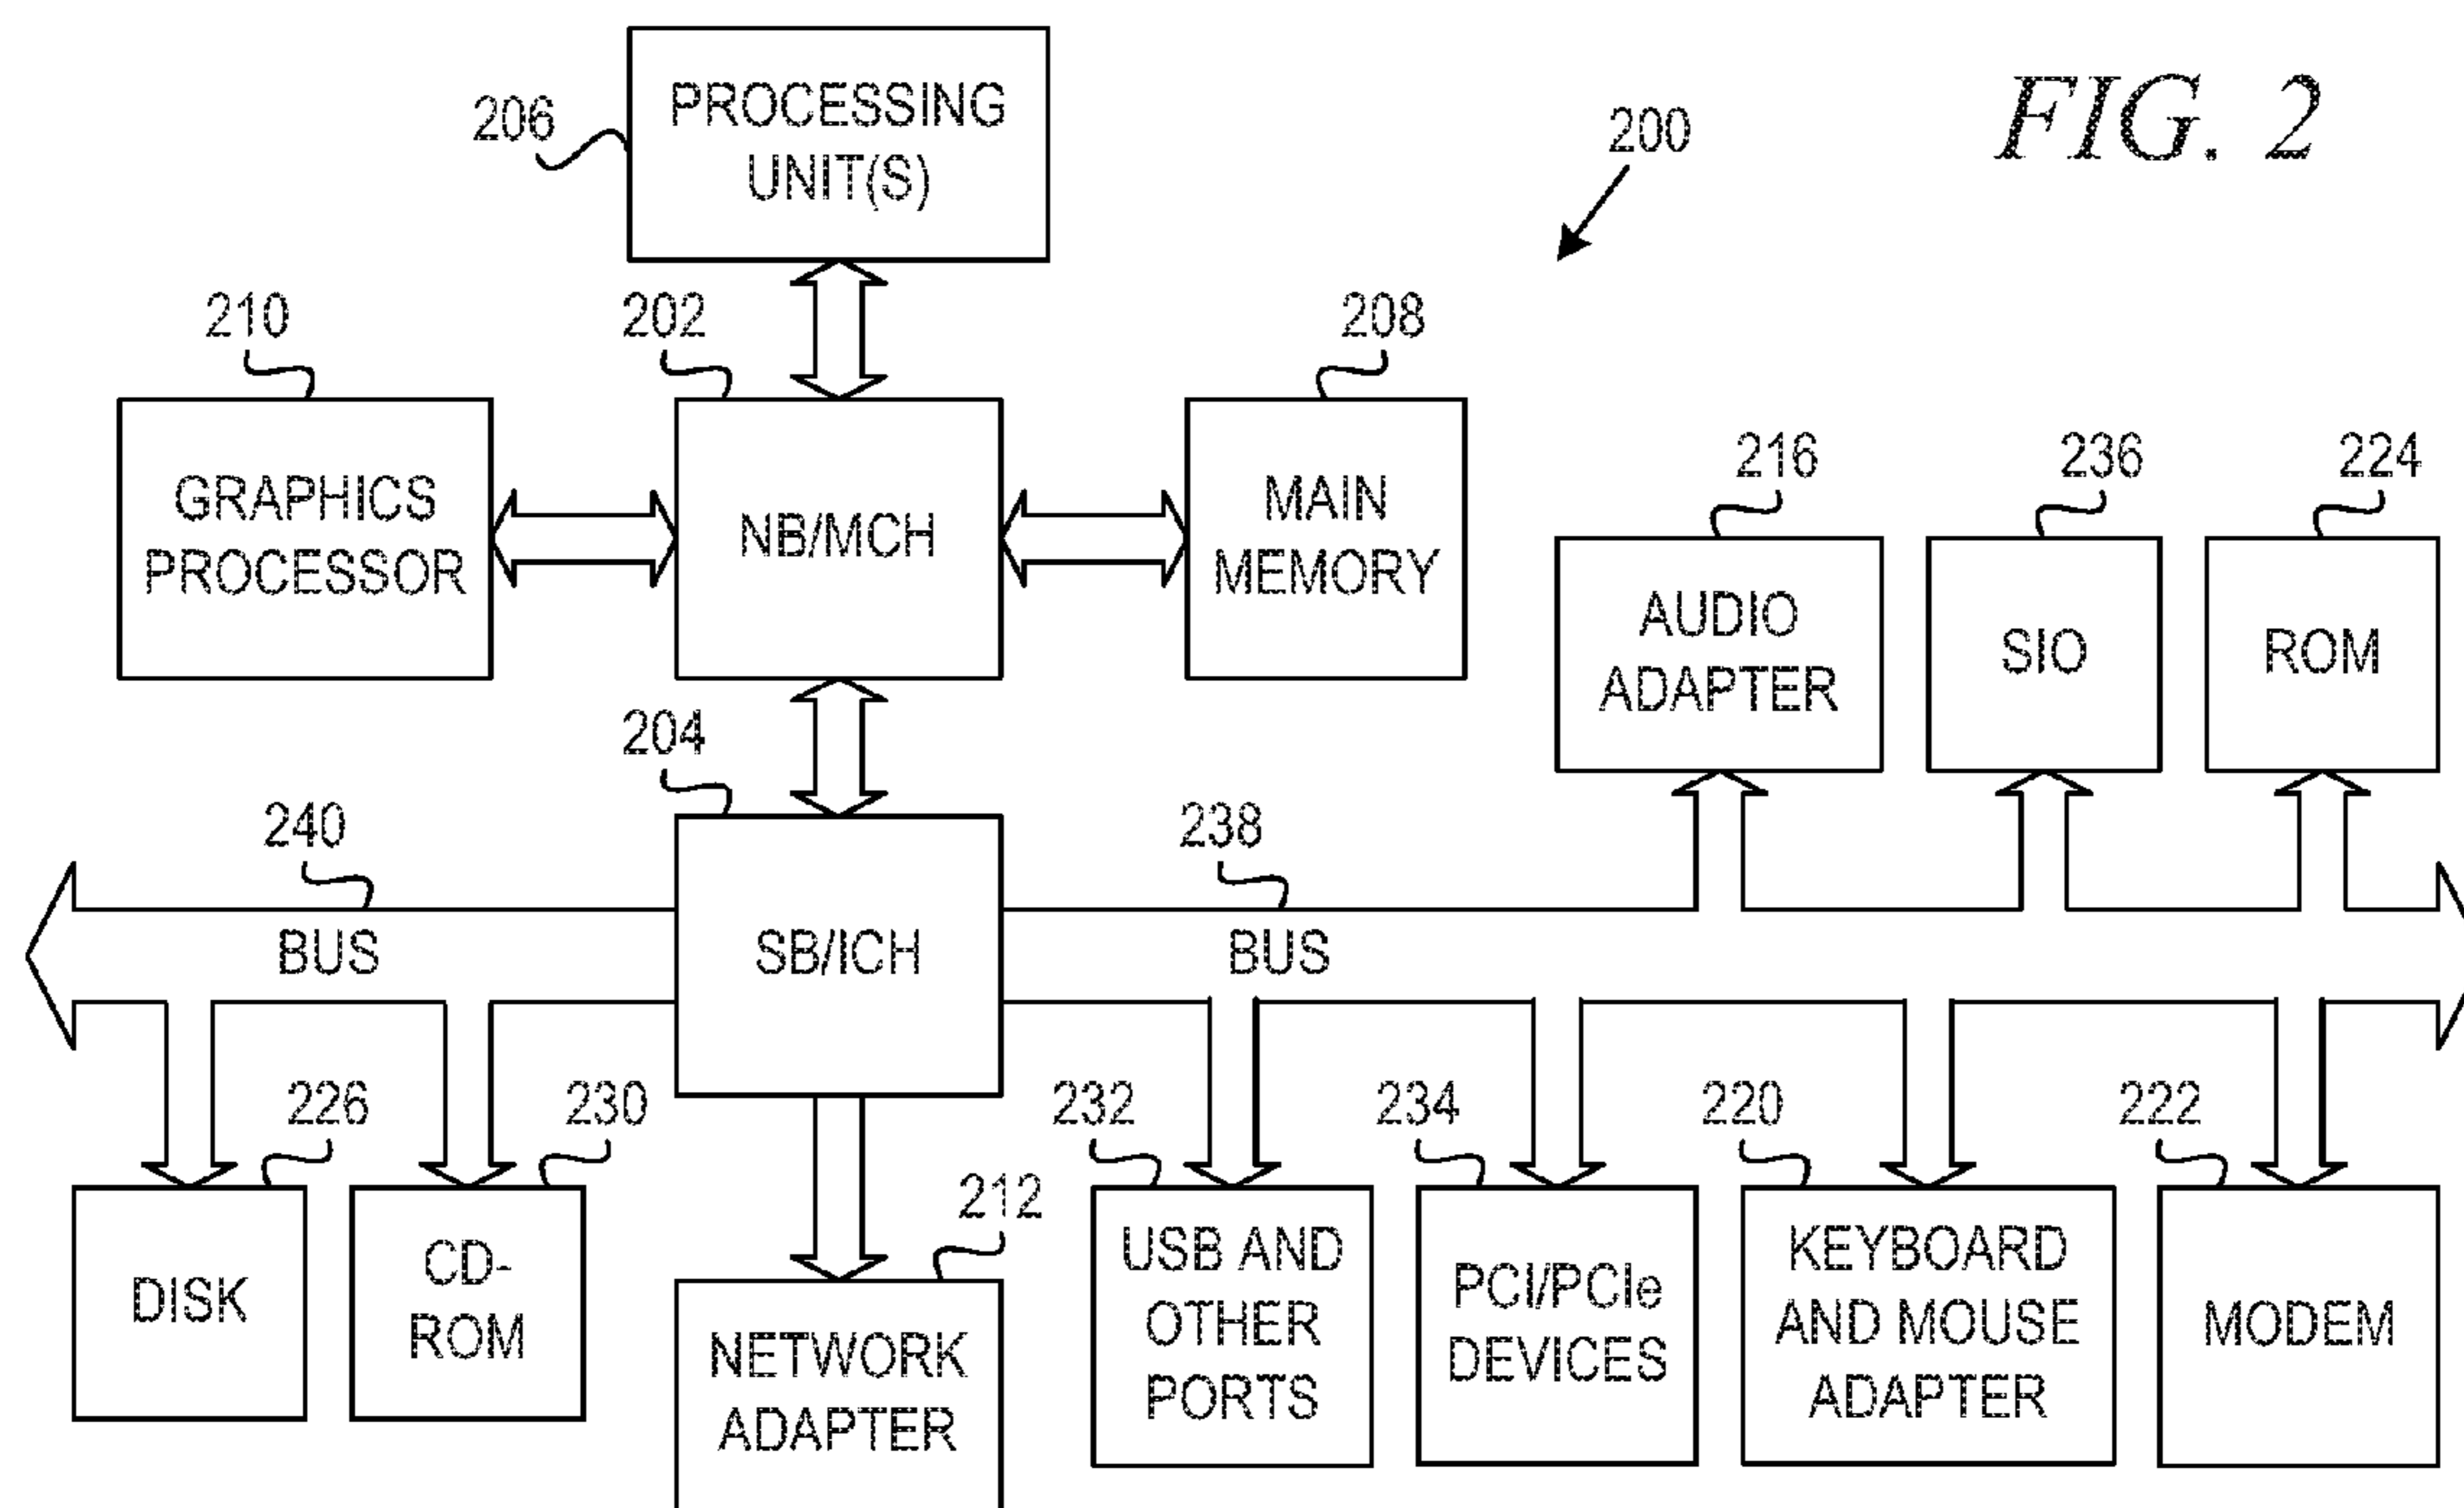 FIG. 2
200
206
PROCESSING
UNIT(S)
210
202
208
GRAPHICS
PROCESSOR
NB/MCH
MAIN
MEMORY
216
236
224
AUDIO
ADAPTER
SIO
ROM
204
240
238
BUS
SB/ICH
BUS
226
230
212
232
234
220
222
DISK
CD-
ROM
NETWORK
ADAPTER
USB AND
OTHER
PORTS
PCI/PCIe
DEVICES
KEYBOARD
AND MOUSE
ADAPTER
MODEM